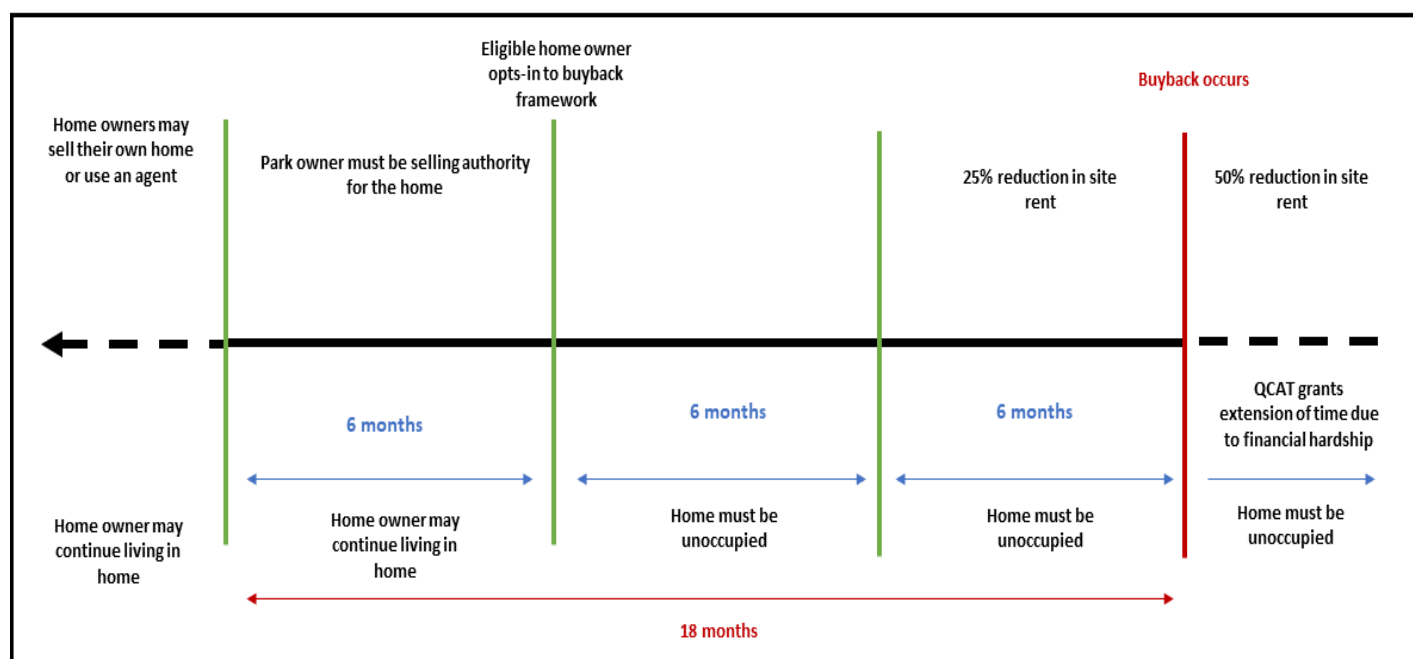 Eligible home owner
opts-in to buyback
framework
Buyback occurs
Home owners may
sell their own home
or use an agent
Park owner must be selling authority
for the home
25% reduction in site
rent
50% reduction in site
rent
6 months
6 months
6 months
QCAT grants
extension of time due
to financial hardship
Home owner may
continue living in
home
Home owner may
continue living in
home
Home must be
unoccupied
Home must be
unoccupied
Home must be
unoccupied
18 months